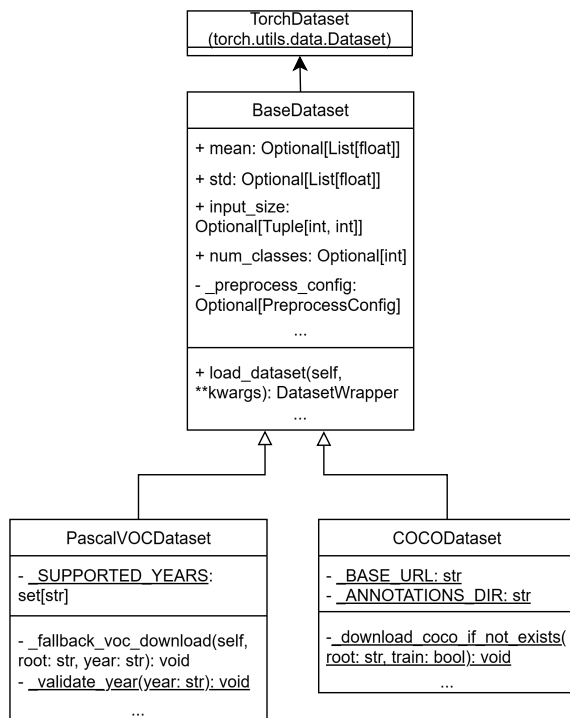 TorchDataset
(torch.utils.data.Dataset)
BaseDataset
+ mean: Optional[List[float]]
+ std: Optional[List[float]]
+ input_size:
Optional[Tuple[int, int]]
+ num_classes: Optional[int]
- _preprocess_config:
Optional[PreprocessConfig]
...
+ load_dataset(self,
**kwargs): DatasetWrapper
...
PascalVOCDataset
- _SUPPORTED_YEARS:
set[str]
- _fallback_voc_download(self,
root: str, year: str): void
- _validate_year(year: str): void
...
COCODataset
- _BASE_URL: str
- _ANNOTATIONS_DIR: str
-_download_coco_if_not_exists(
root: str, train: bool): void
...